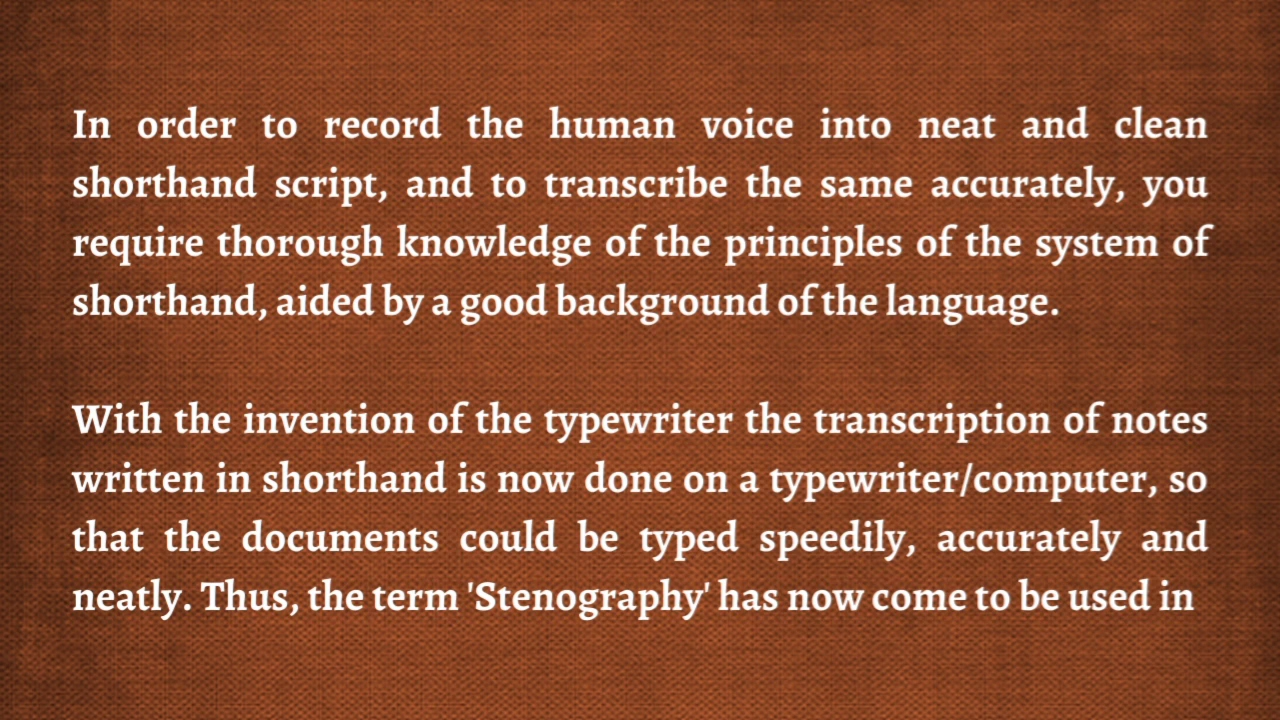 In order to record the human voice into neat and clean
shorthand script, and to transcribe the same accurately, you
require thorough knowledge of the principles of the system of
shorthand, aided by a good background of the language.
With the invention of the typewriter the transcription of notes
written in shorthand is now done on a typewriter/computer, so
that the documents could be typed speedily, accurately and
neatly. Thus, the term 'Stenography' has now come to be used in